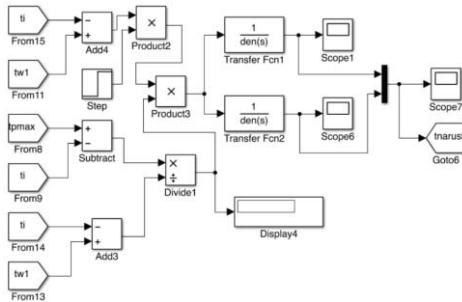 ti
From15
−
+
Add4
tw1
From11
×
Product2
Step
×
Product3
1
den(s)
Transfer Fcn1
Scope1
1
den(s)
Transfer Fcn2
Scope6
Scope7
tnarust
Goto6
tpmax
From8
+
−
Subtract
ti
From9
×
÷
Divide1
Display4
ti
From14
−
+
Add3
tw1
From13